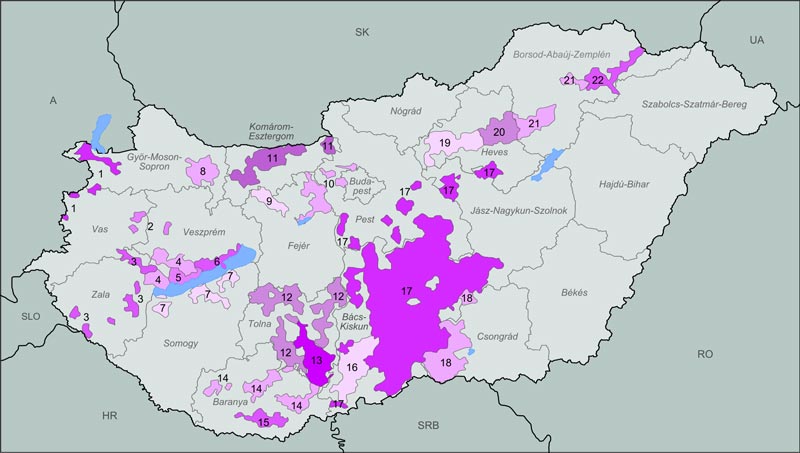 SK
UA
Borsod-Abaúj-Zemplén
21
22
A
Szabolcs-Szatmár-Bereg
Nógrád
21
Komárom-
Esztergom
20
19
11
11
Heves
Győr-Moson-
Sopron
1
8
17
10
Buda
pest
Hajdú-Bihar
1
9
17
Pest
Jász-Nagykun-Szolnok
Vas
2
Veszprém
Fejér
17
3
4
6
5
4
7
7
7
17
Zala
3
12
12
18
Békés
SLO
3
Tolna
Bács-
Kiskun
Csongrád
Somogy
12
13
16
18
RO
14
14
Baranya
14
17
HR
15
SRB